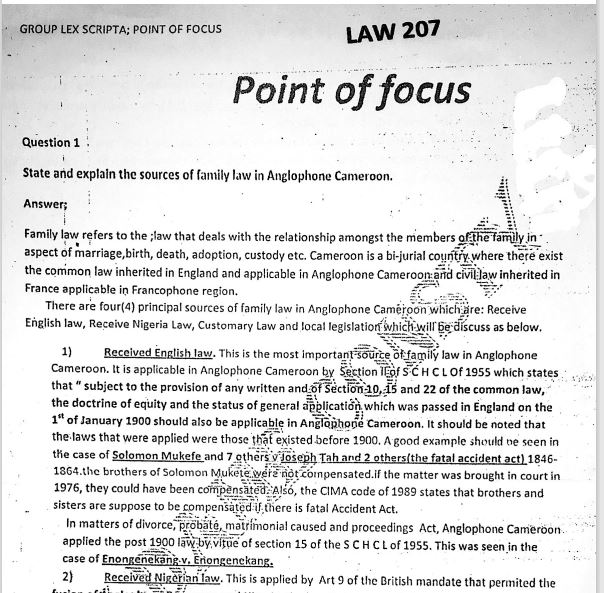 GROUP LEX SCRIPTA; POINT OF FOCUS
LAW 207
Point of focus
Question 1
State and explain the sources of family law in Anglophone Cameroon.
Answer;
Family law refers to the ;law that deals with the relationship amongst the members of the family in
aspect of marriage,birth, death, adoption, custody etc. Cameroon is a bi-jurial country where there exist
the common law inherited in England and applicable in Anglophone Cameroon and civil law inherited in
France applicable in Francophone region.
There are four(4) principal sources of family law in Anglophone Cameroon which are: Receive
English law, Receive Nigeria Law, Customary Law and local legislation which will be discuss as below.
1) Received English law. This is the most important source of family law in Anglophone
Cameroon. It is applicable in Anglophone Cameroon by Section II of S C H C L Of 1955 which states
that " subject to the provision of any written and of Section 10, 15 and 22 of the common law,
the doctrine of equity and the status of general application which was passed in England on the
1st of January 1900 should also be applicable in Anglophone Cameroon. It should be noted that
the laws that were applied were those that existed before 1900. A good example should be seen in
the case of Solomon Mukefe and 7 others v Joseph Tah and 2 others(the fatal accident act) 1846-
1864.the brothers of Solomon Mukete were not compensated.if the matter was brought in court in
1976, they could have been compensated. Also, the CIMA code of 1989 states that brothers and
sisters are suppose to be compensated if there is fatal Accident Act.
In matters of divorce, probate, matrimonial caused and proceedings Act, Anglophone Cameroon
applied the post 1900 law by vitue of section 15 of the S C H C L of 1955. This was seen in the
case of Enongenekang v. Enongenekang.
2) Received Nigerian law. This is applied by Art 9 of the British mandate that permitted the